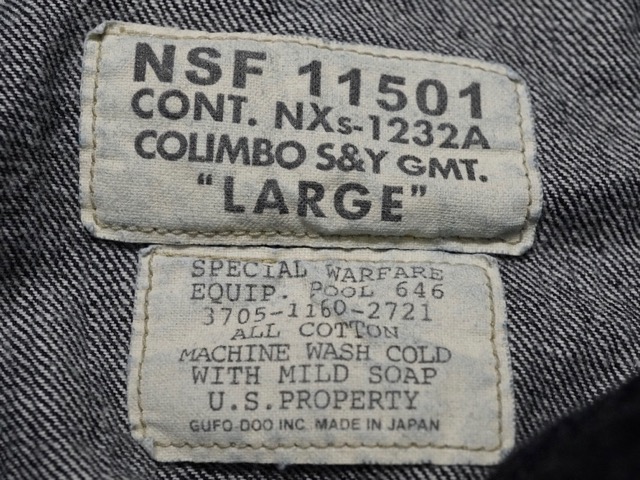 NSF 11501
CONT. NXs-1232A
COLIMBO S&Y GMT.
"LARGE"
SPECIAL WARFARE
EQUIP. POOL 646
3705-1160-2721
ALL COTTON
MACHINE WASH COLD
WITH MILD SOAP
U.S.PROPERTY
GUFO-DOO INC. MADE IN JAPAN